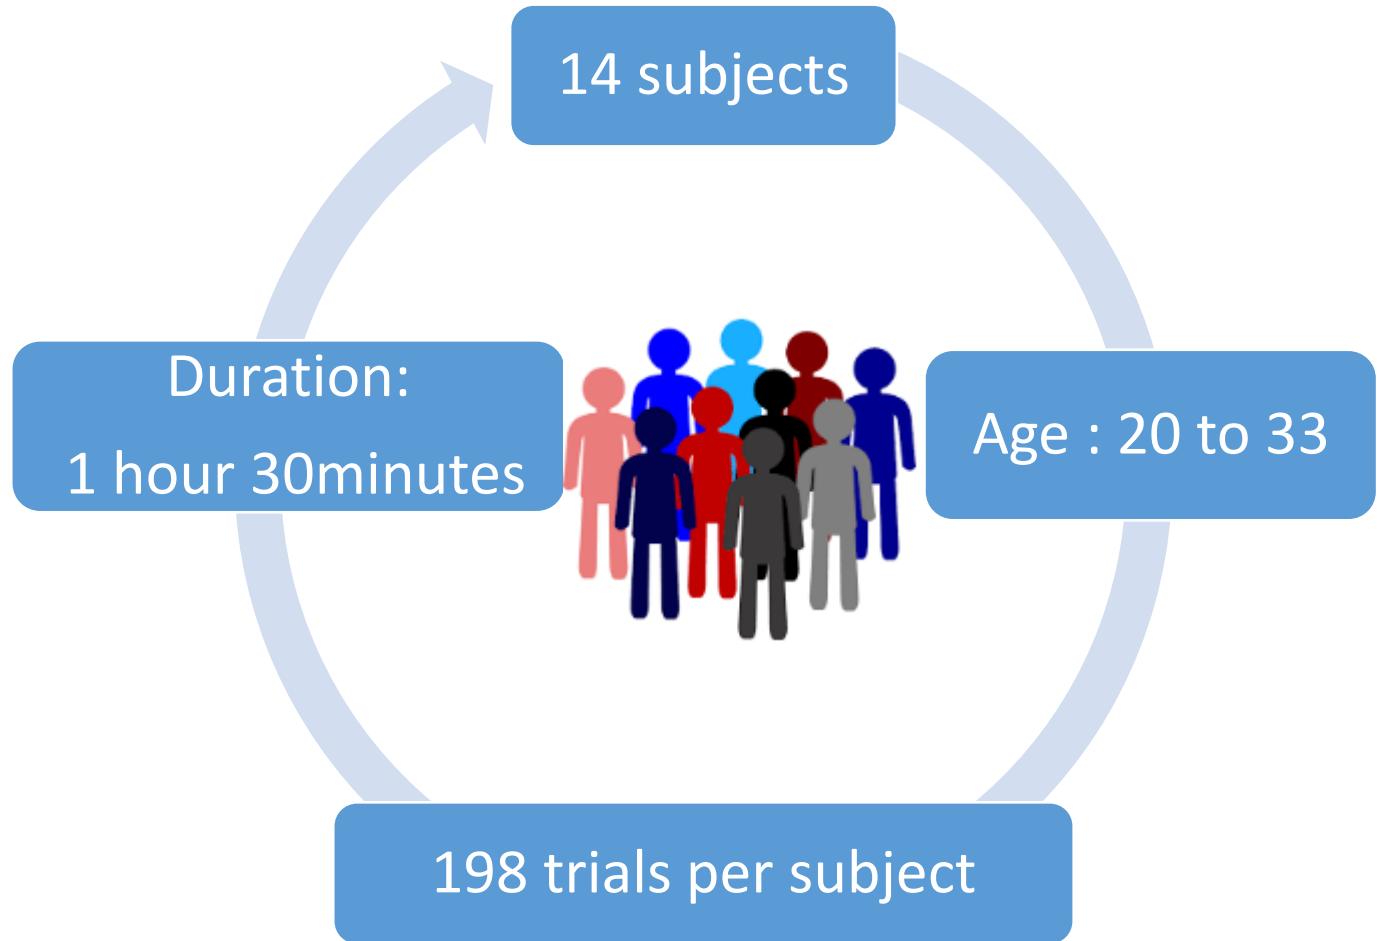 14 subjects
Age : 20 to 33
198 trials per subject
Duration:
1 hour 30minutes